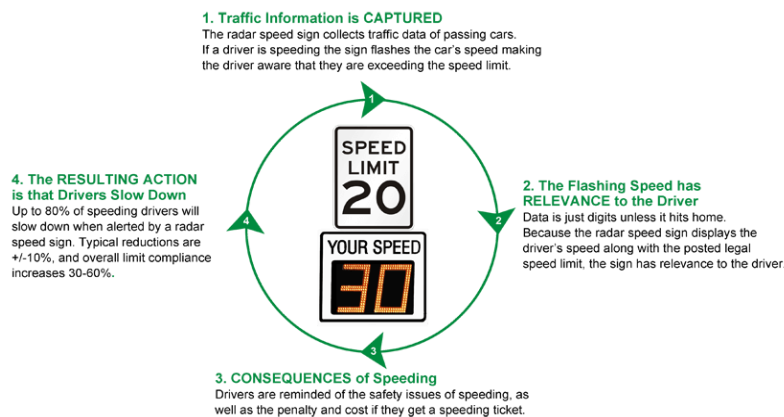 1. Traffic Information is CAPTURED
The radar speed sign collects traffic data of passing cars.
If a driver is speeding the sign flashes the car's speed making
the driver aware that they are exceeding the speed limit.
1
SPEED
LIMIT
20
YOUR SPEED
30
2
2. The Flashing Speed has
RELEVANCE to the Driver
Data is just digits unless it hits home.
Because the radar speed sign displays the
driver's speed along with the posted legal
speed limit, the sign has relevance to the driver.
3
3. CONSEQUENCES of Speeding
Drivers are reminded of the safety issues of speeding, as
well as the penalty and cost if they get a speeding ticket.
4
4. The RESULTING ACTION
is that Drivers Slow Down
Up to 80% of speeding drivers will
slow down when alerted by a radar
speed sign. Typical reductions are
+/-10%, and overall limit compliance
increases 30-60%.